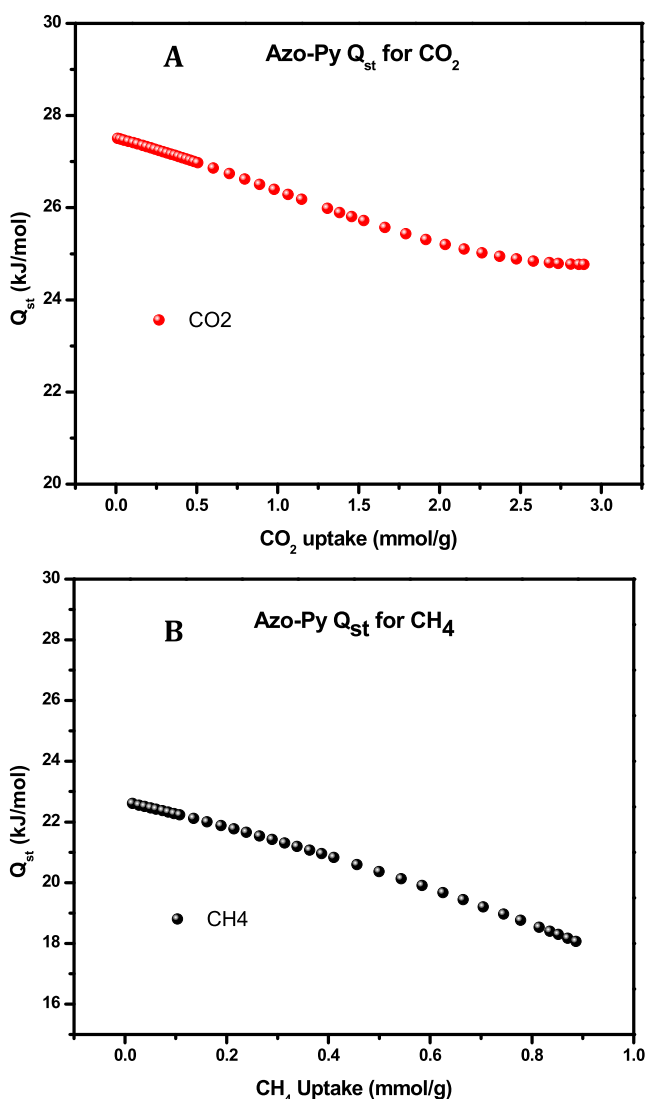 30
A
Azo-Py Qst for CO2
28
26
Qst (kJ/mol)
24
CO2
22
20
0.0 0.5 1.0 1.5 2.0 2.5 3.0
CO2 uptake (mmol/g)
30
B
Azo-Py Qst for CH4
28
26
24
Qst (kJ/mol)
22
20
CH4
18
16
0.0 0.2 0.4 0.6 0.8 1.0
CH4 Uptake (mmol/g)